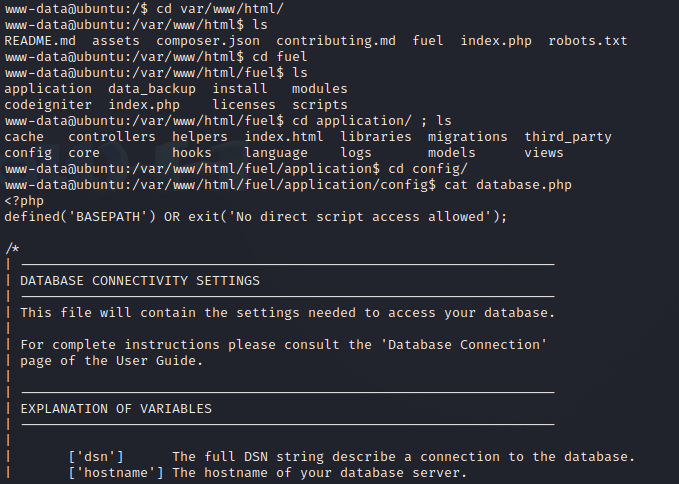 www-data@ubuntu:/$ cd var/www/html/
www-data@ubuntu:/var/www/html$ ls
README.md  assets  composer.json  contributing.md  fuel  index.php  robots.txt
www-data@ubuntu:/var/www/html$ cd fuel
www-data@ubuntu:/var/www/html/fuel$ ls
application  data_backup  install   modules
codeigniter  index.php    licenses  scripts
www-data@ubuntu:/var/www/html/fuel$ cd application/ ; ls
cache   controllers  helpers  index.html  libraries  migrations  third_party
config  core         hooks    language    logs       models      views
www-data@ubuntu:/var/www/html/fuel/application$ cd config/
www-data@ubuntu:/var/www/html/fuel/application/config$ cat database.php
<?php
defined('BASEPATH') OR exit('No direct script access allowed');
/*
| -------------------------------------------------------------------
| DATABASE CONNECTIVITY SETTINGS
| -------------------------------------------------------------------
| This file will contain the settings needed to access your database.
|
| For complete instructions please consult the 'Database Connection'
| page of the User Guide.
|
| -------------------------------------------------------------------
| EXPLANATION OF VARIABLES
| -------------------------------------------------------------------
|
|       ['dsn']      The full DSN string describe a connection to the database.
|       ['hostname'] The hostname of your database server.